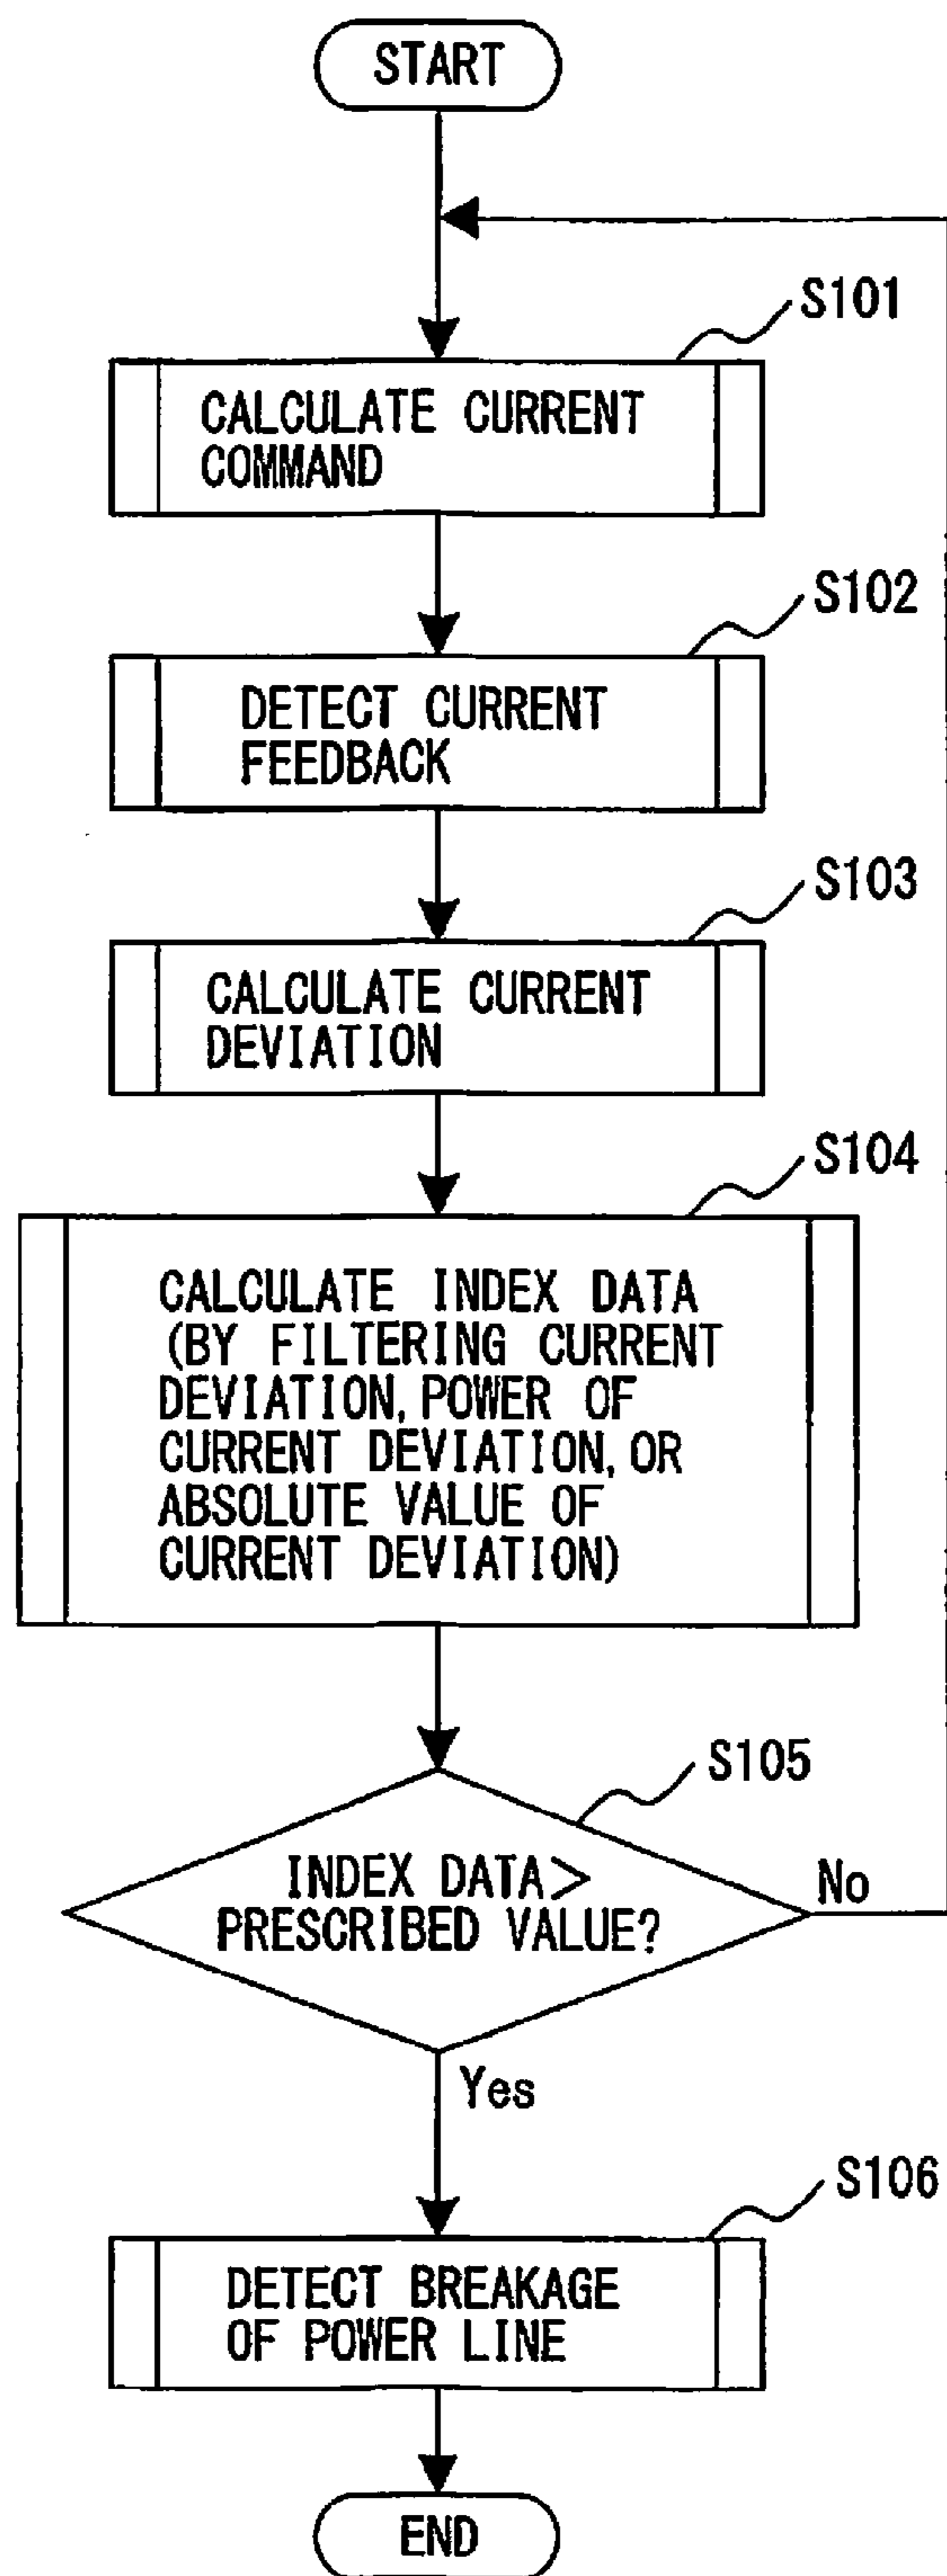 START
S101
CALCULATE CURRENT
COMMAND
S102
DETECT CURRENT
FEEDBACK
S103
CALCULATE CURRENT
DEVIATION
S104
CALCULATE INDEX DATA
(BY FILTERING CURRENT
DEVIATION, POWER OF
CURRENT DEVIATION, OR
ABSOLUTE VALUE OF
CURRENT DEVIATION)
S105
INDEX DATA>
PRESCRIBED VALUE?
No
Yes
S106
DETECT BREAKAGE
OF POWER LINE
END